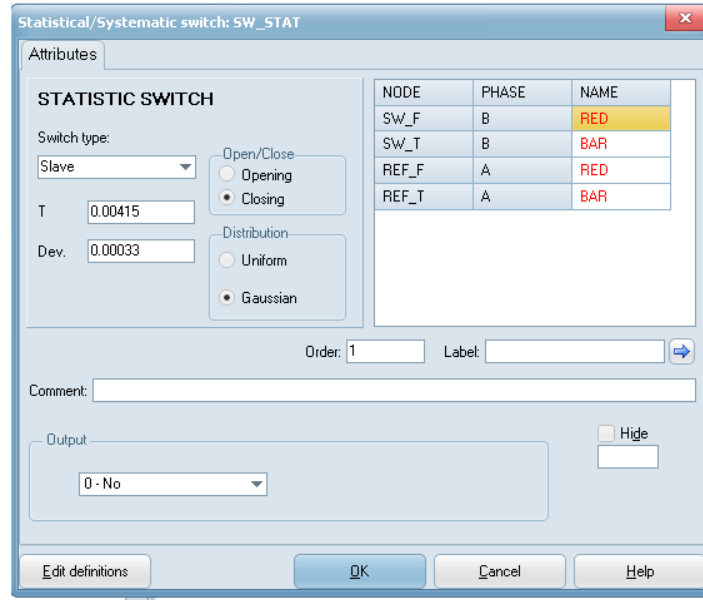 Statistical/Systematic switch: SW_STAT
Attributes
STATISTIC SWITCH
Switch type:
Slave
T 0.00415
Dev. 0.00033
Open/Close
Opening
Closing
Distribution
Uniform
Gaussian
NODE PHASE NAME
SW_F B RED
SW_T B BAR
REF_F A RED
REF_T A BAR
Order: 1 Label:
Comment:
Output
0 - No
Hide
Edit definitions OK Cancel Help